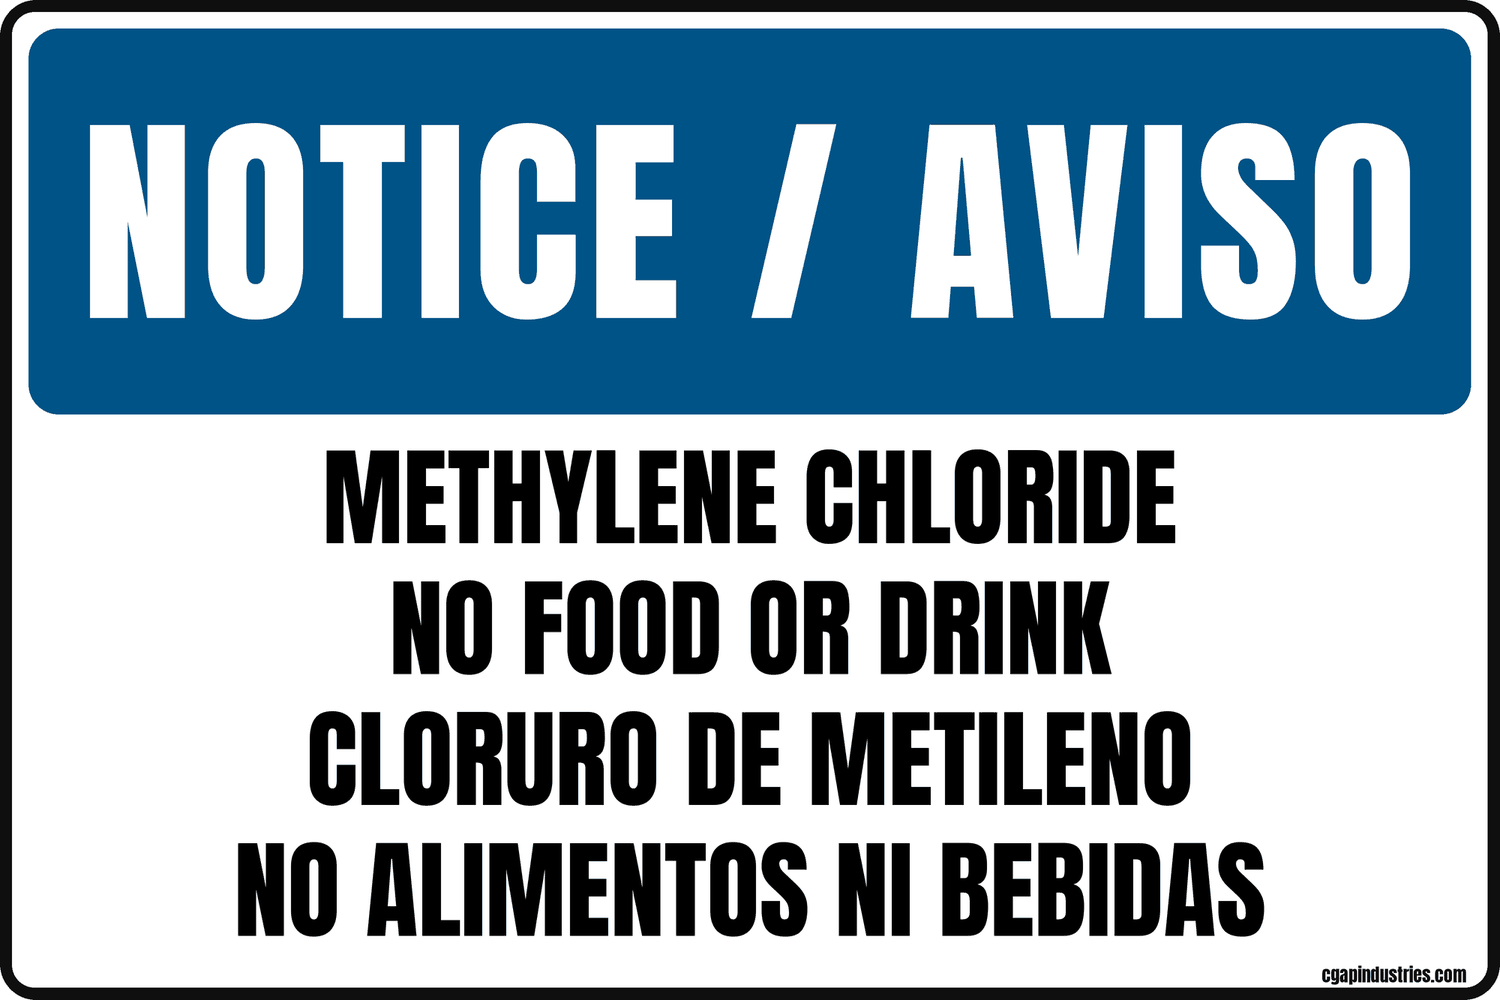 NOTICE / AVISO
METHYLENE CHLORIDE
NO FOOD OR DRINK
CLORURO DE METILENO
NO ALIMENTOS NI BEBIDAS
cgapindustries.com